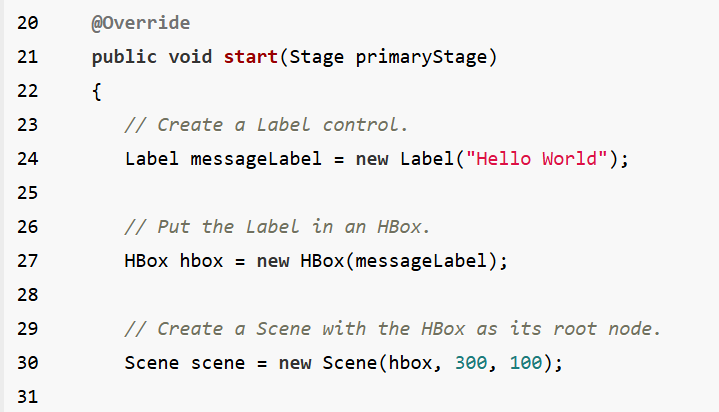 20 @Override
21 public void start(Stage primaryStage)
22 {
23 // Create a Label control.
24 Label messageLabel = new Label("Hello World");
25
26 // Put the Label in an HBox.
27 HBox hbox = new HBox(messageLabel);
28
29 // Create a Scene with the HBox as its root node.
30 Scene scene = new Scene(hbox, 300, 100);
31